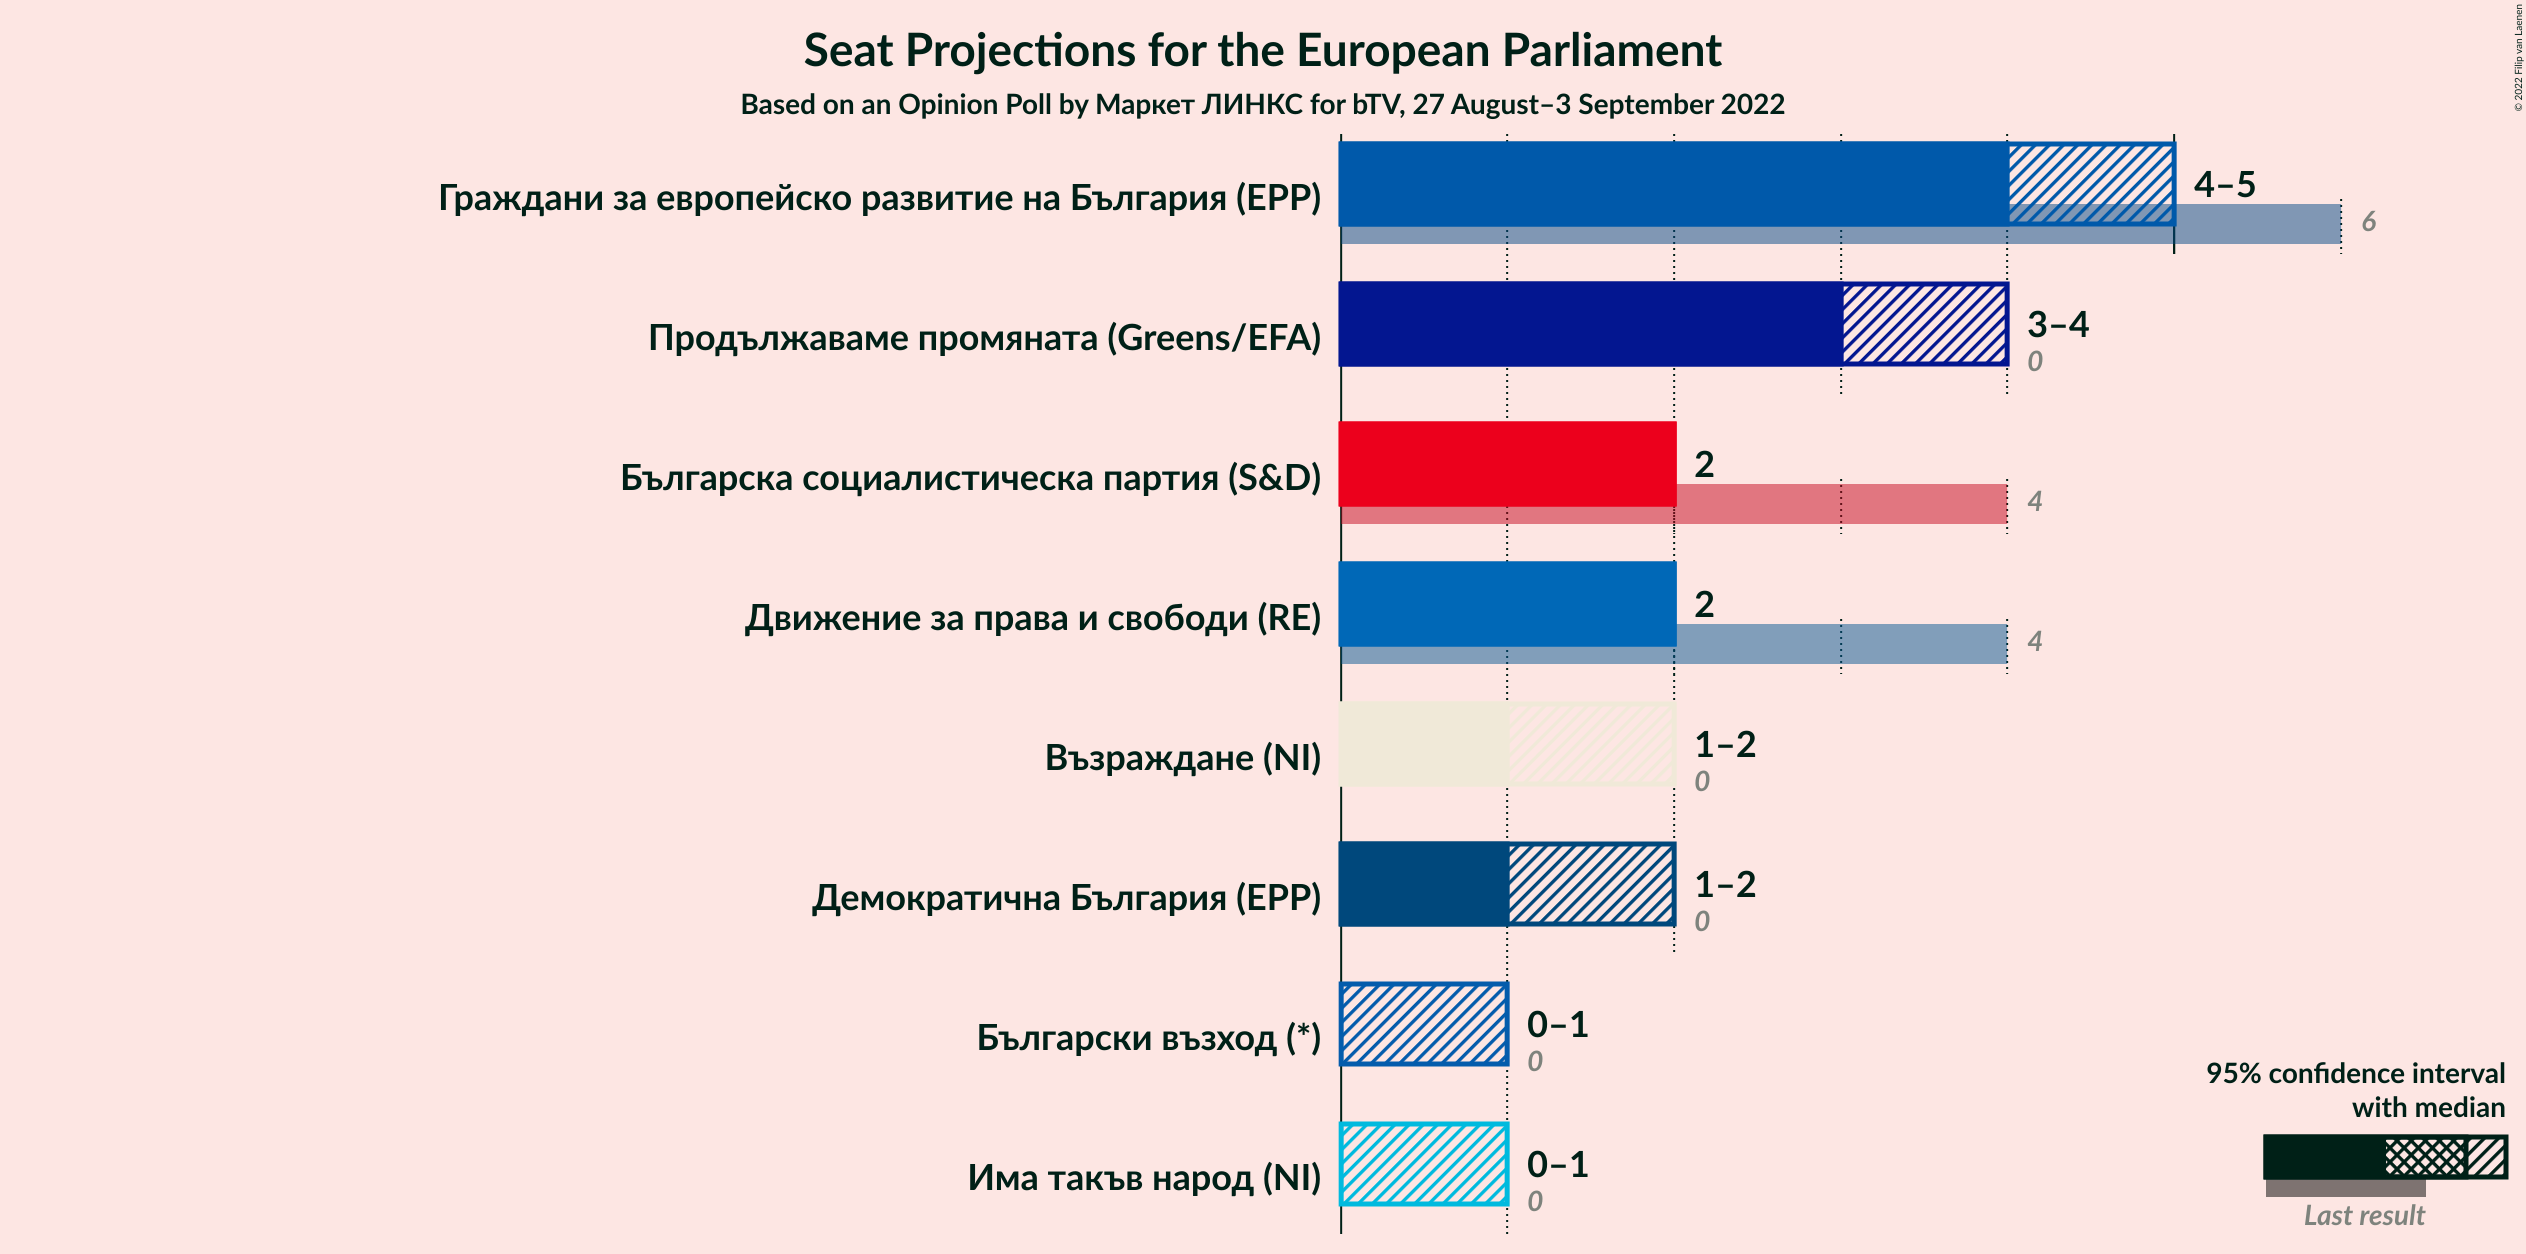 Seat Projections for the European Parliament
Based on an Opinion Poll by Маркет ЛИНКС for bTV, 27 August–3 September 2022
© 2022 Filip van Laenen
Граждани за европейско развитие на България (EPP)
4–5
6
Продължаваме промяната (Greens/EFA)
3–4
0
Българска социалистическа партия (S&D)
2
4
Движение за права и свободи (RE)
2
4
Възраждане (NI)
1–2
0
Демократична България (EPP)
1–2
0
Български възход (*)
0–1
0
Има такъв народ (NI)
0–1
0
95% confidence interval
with median
Last result